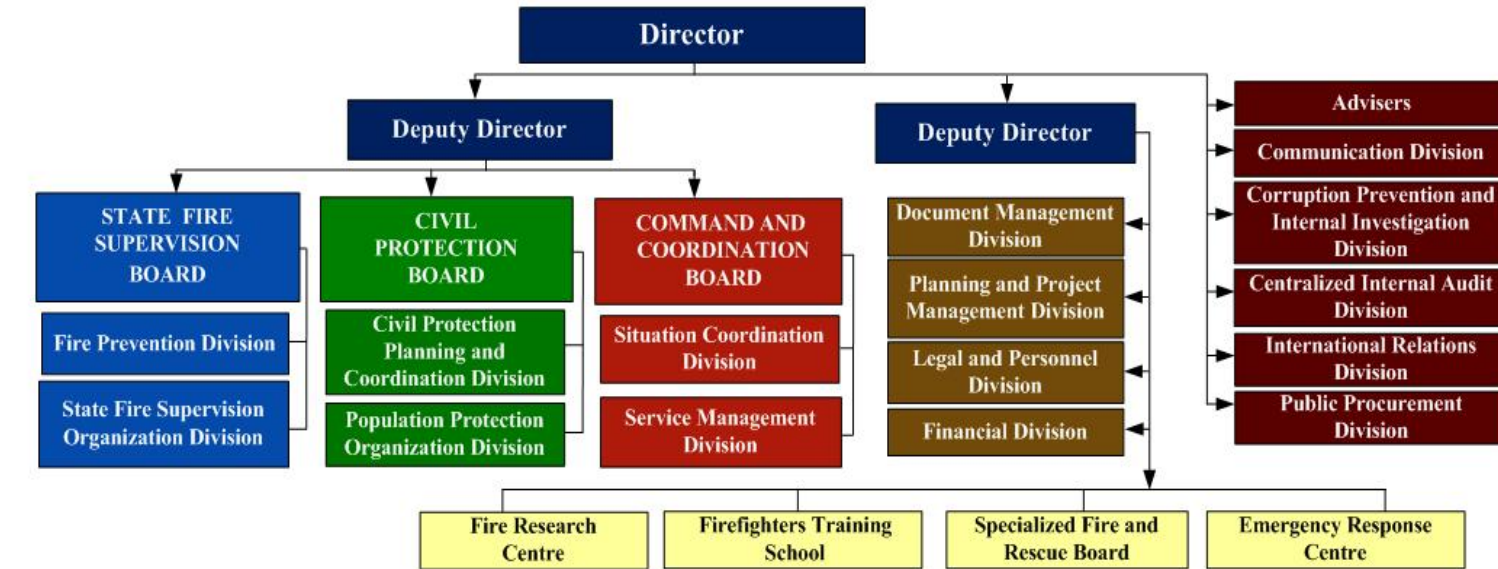 Director
Deputy Director
Deputy Director
STATE FIRE
SUPERVISION
BOARD
Fire Prevention Division
State Fire Supervision
Organization Division
CIVIL
PROTECTION
BOARD
Civil Protection
Planning and
Coordination Division
Population Protection
Organization Division
COMMAND AND
COORDINATION
BOARD
Situation Coordination
Division
Service Management
Division
Document Management
Division
Planning and Project
Management Division
Legal and Personnel
Division
Financial Division
Advisers
Communication Division
Corruption Prevention and
Internal Investigation
Division
Centralized Internal Audit
Division
International Relations
Division
Public Procurement
Division
Fire Research
Centre
Firefighters Training
School
Specialized Fire and
Rescue Board
Emergency Response
Centre